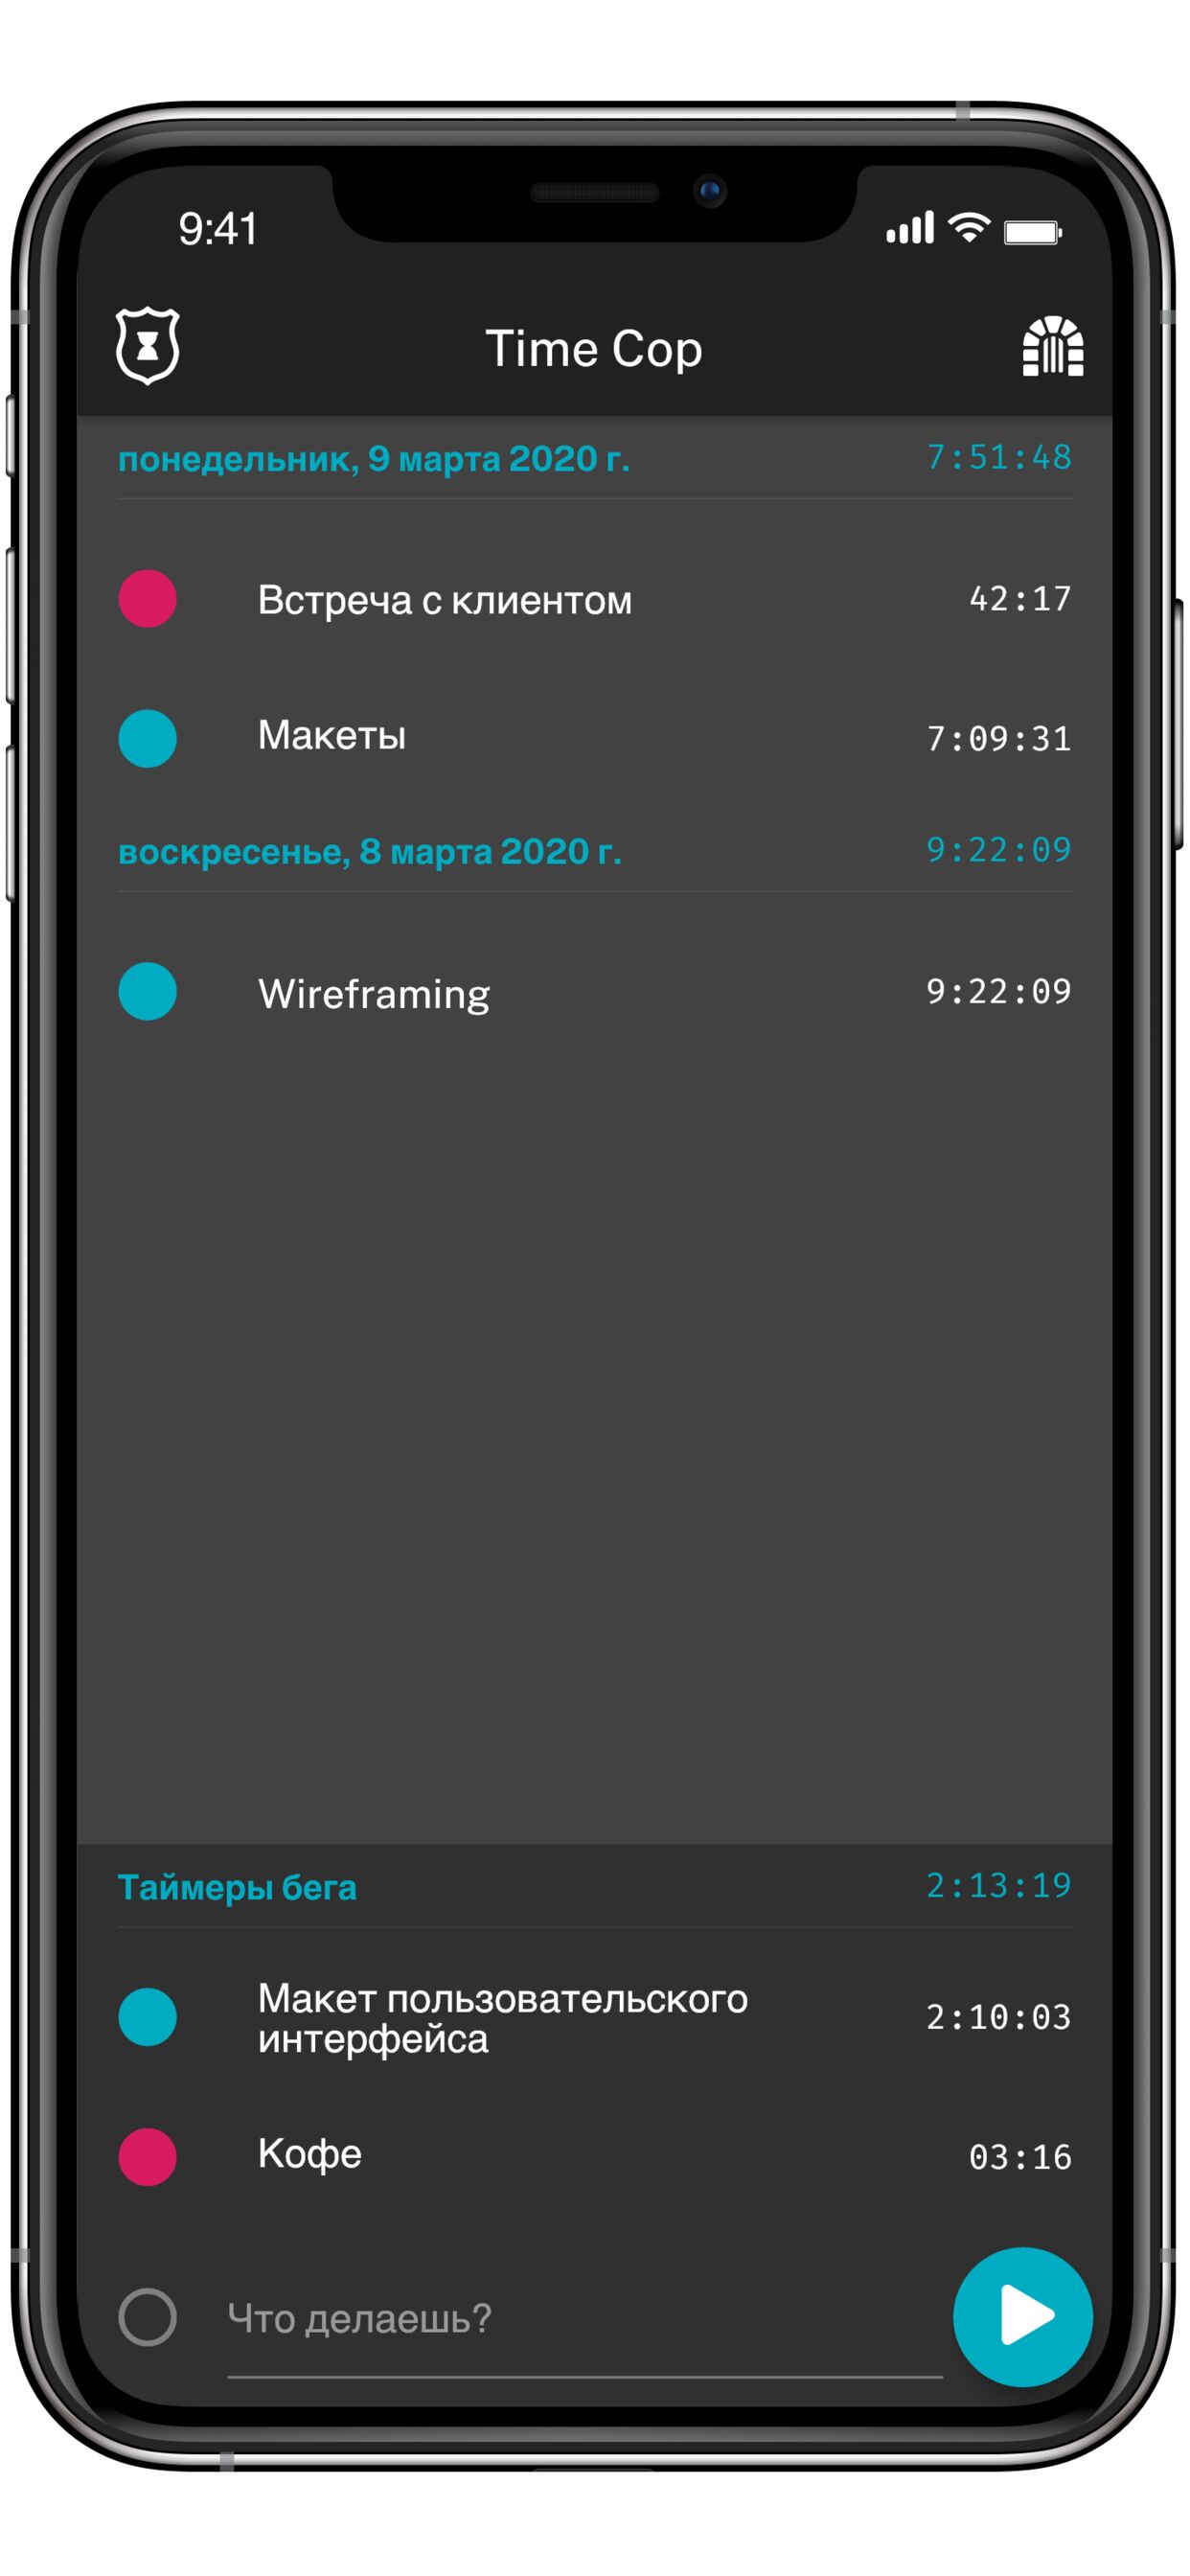 9:41
Time Cop
понедельник, 9 марта 2020 г. 7:51:48
Встреча с клиентом 42:17
Макеты 7:09:31
воскресенье, 8 марта 2020 г. 9:22:09
Wireframing 9:22:09
Таймеры бега 2:13:19
Макет пользовательского
интерфейса 2:10:03
Кофе 03:16
Что делаешь?